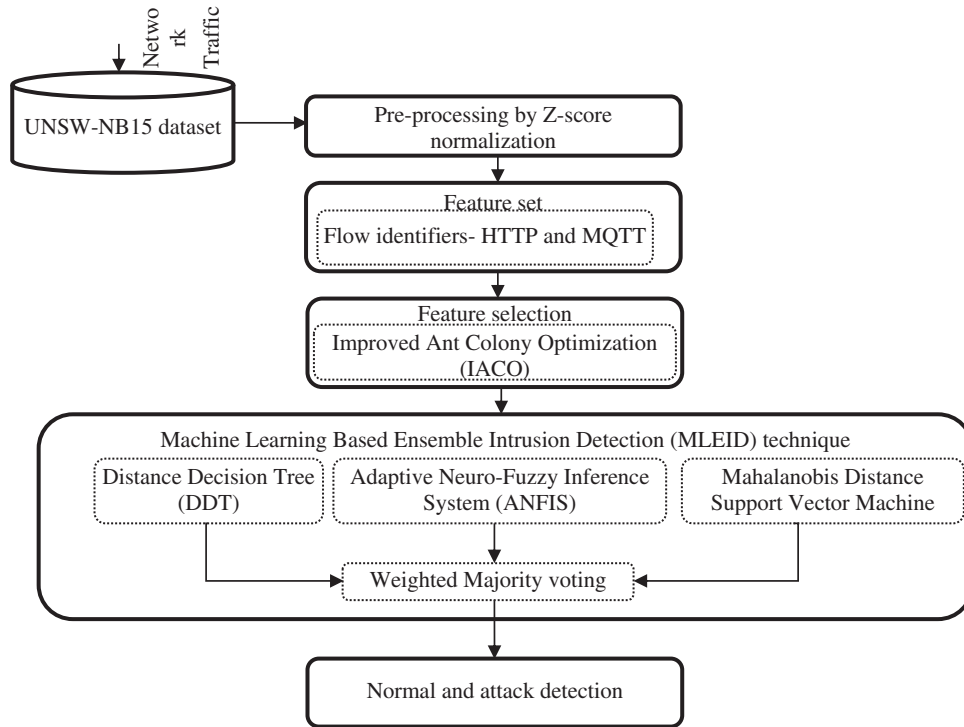 Netwo
rk
Traffic
UNSW-NB15 dataset
Pre-processing by Z-score
normalization
Feature set
Flow identifiers- HTTP and MQTT
Feature selection
Improved Ant Colony Optimization
(IACO)
Machine Learning Based Ensemble Intrusion Detection (MLEID) technique
Distance Decision Tree
(DDT)
Adaptive Neuro-Fuzzy Inference
System (ANFIS)
Mahalanobis Distance
Support Vector Machine
Weighted Majority voting
Normal and attack detection